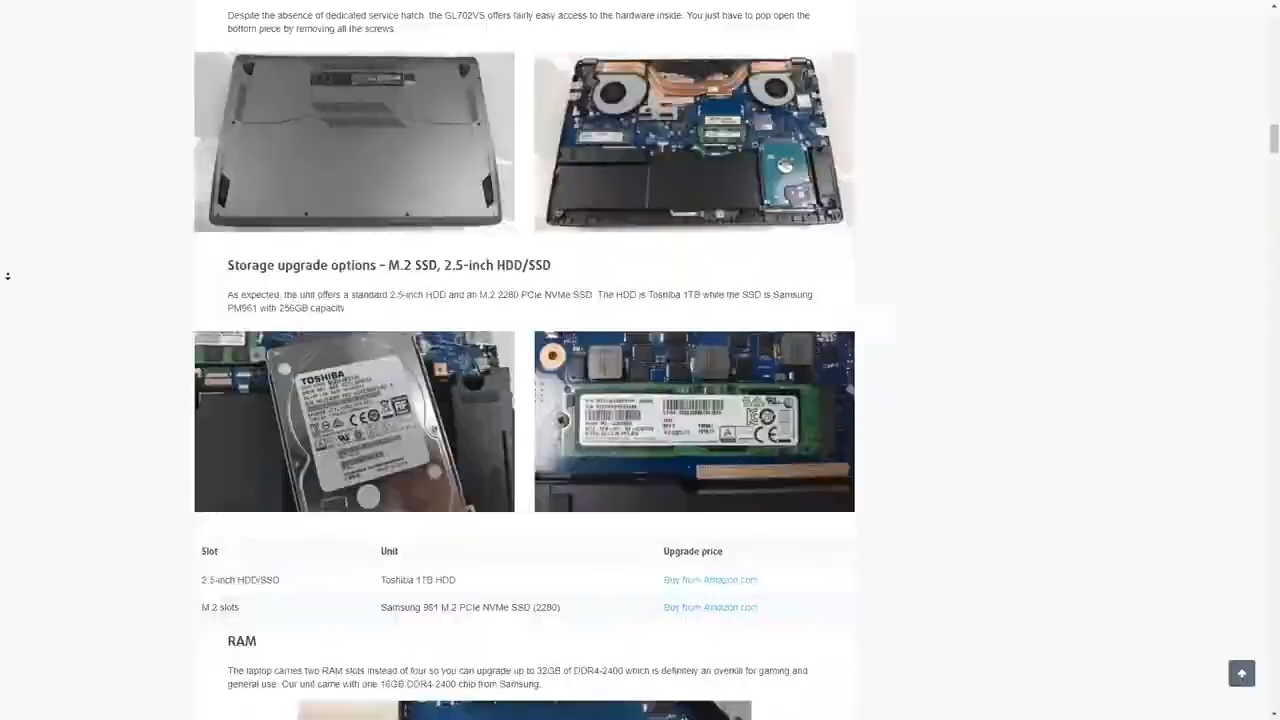 Despite the absence of dedicated service hatch, the GL702VS offers fairly easy access to the hardware inside. You just have to pop open the
bottom piece by removing all the screws.
Storage upgrade options – M.2 SSD, 2.5-inch HDD/SSD
As expected, the unit offers a standard 2.5-inch HDD and an M.2 2280 PCIe NVMe SSD. The HDD is Toshiba 1TB while the SSD is Samsung
PM961 with 256GB capacity.
TOSHIBA
Slot Unit Upgrade price
2.5-inch HDD/SSD Toshiba 1TB HDD Buy from Amazon.com
M.2 slots Samsung 961 M.2 PCIe NVMe SSD (2280) Buy from Amazon.com
RAM
The laptop carries two RAM slots instead of four so you can upgrade up to 32GB of DDR4-2400 which is definitely an overkill for gaming and
general use. Our unit came with one 16GB DDR4-2400 chip from Samsung.